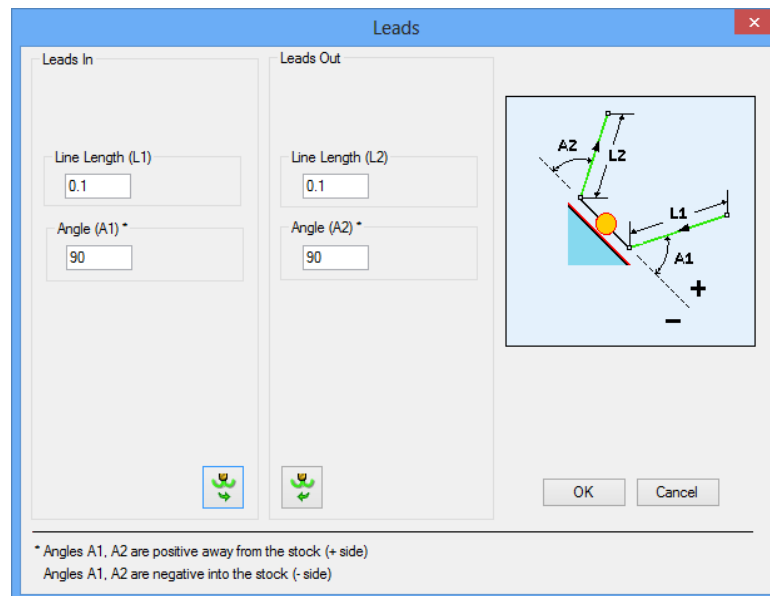 Leads
Leads In
Line Length (L1)
0.1
Angle (A1) *
90
Leads Out
Line Length (L2)
0.1
Angle (A2) *
90
A2
L2
L1
A1
+
−
OK
Cancel
* Angles A1, A2 are positive away from the stock (+ side)
Angles A1, A2 are negative into the stock (- side)